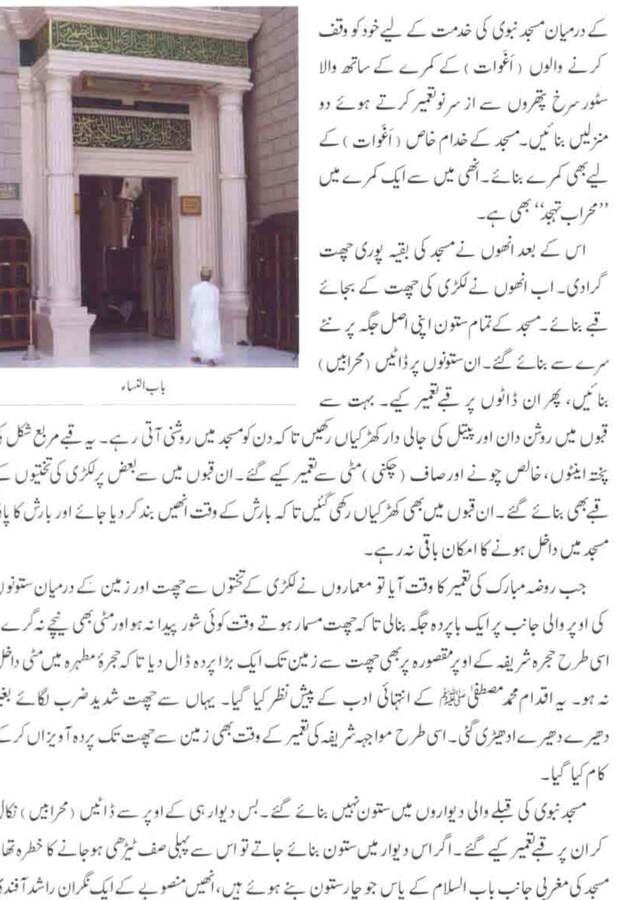 کے درمیان مسجد نبوی کی خدمت کے لیے خود کو وقف
کرنے والوں (اَغَوات) کے کمرے کے ساتھ والا
سٹور سرخ پتھروں سے از سرِ نو تعمیر کرتے ہوئے دو
منزلیں بنائیں۔ مسجد کے خدام خاص (اَغَوات) کے
لیے بھی کمرے بنائے۔ انھی میں سے ایک کمرے میں
”محراب تہجد“ بھی ہے۔
اس کے بعد انھوں نے مسجد کی بقیہ پوری چھت
گرادی۔ اب انھوں نے لکڑی کی چھت کے بجائے
قبے بنائے۔ مسجد کے تمام ستون اپنی اصل جگہ پر نئے
سرے سے بنائے گئے۔ ان ستونوں پر ڈاٹیں (محرابیں)
بنائیں، پھر ان ڈاٹوں پر قبے تعمیر کیے۔ بہت سے
باب النساء
قبوں میں روشن دان اور پیتل کی جالی دار کھڑکیاں رکھیں تا کہ دن کو مسجد میں روشنی آتی رہے۔ یہ قبے مربع شکل
پختہ اینٹوں، خالص چونے اور صاف (چکنی) مٹی سے تعمیر کیے گئے۔ ان قبوں میں سے بعض پر لکڑی کی تختیوں کے
قبے بھی بنائے گئے۔ ان قبوں میں بھی کھڑکیاں رکھی گئیں تا کہ بارش کے وقت انھیں بند کر دیا جائے اور بارش کا
مسجد میں داخل ہونے کا امکان باقی نہ رہے۔
جب روضہ مبارک کی تعمیر کا وقت آیا تو معماروں نے لکڑی کے تختوں سے چھت اور زمین کے درمیان ستونوں
کی اوپر والی جانب پر ایک باپردہ جگہ بنالی تا کہ چھت مسمار ہوتے وقت کوئی شور پیدا نہ ہو اور مٹی بھی نیچے نہ گرے
اسی طرح حجرہ شریفہ کے اوپر مقصورہ پر بھی چھت سے زمین تک ایک بڑا پردہ ڈال دیا تا کہ حجرۂ مطہرہ میں مٹی داخل
نہ ہو۔ یہ اقدام محمد مصطفیٰ ﷺ کے انتہائی ادب کے پیش نظر کیا گیا۔ یہاں سے چھت شدید ضرب لگائے بغیر
دھیرے دھیرے ادھیڑی گئی۔ اسی طرح مواجہہ شریفہ کی تعمیر کے وقت بھی زمین سے چھت تک پردہ آویزاں کر کے
کام کیا گیا۔
مسجد نبوی کی قبلے والی دیواروں میں ستون نہیں بنائے گئے۔ بس دیوار ہی کے اوپر سے ڈاٹیں (محرابیں) نکال
کر ان پر قبے تعمیر کیے گئے۔ اگر اس دیوار میں ستون بنائے جاتے تو اس سے پہلی صف ٹیڑھی ہو جانے کا خطرہ تھا
مسجد کی مغربی جانب باب السلام کے پاس جو چار ستون بنے ہوئے ہیں، انھیں منصوبے کے ایک نگران راشد آفندی